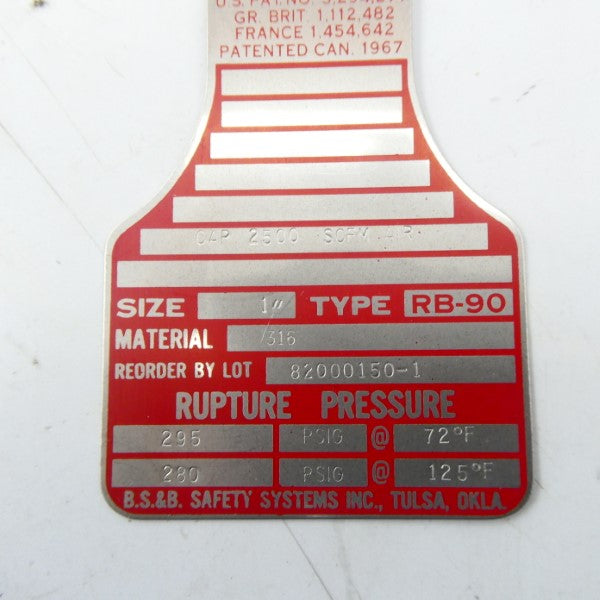 GR. BRIT. 1,112,482
FRANCE 1,454,642
PATENTED CAN. 1967
CAP 2500 SCFM AIR
SIZE 1" TYPE RB-90
MATERIAL /316
REORDER BY LOT 82000150-1
RUPTURE PRESSURE
295 PSIG @ 72°F
280 PSIG @ 125°F
B.S.&B. SAFETY SYSTEMS INC., TULSA, OKLA.